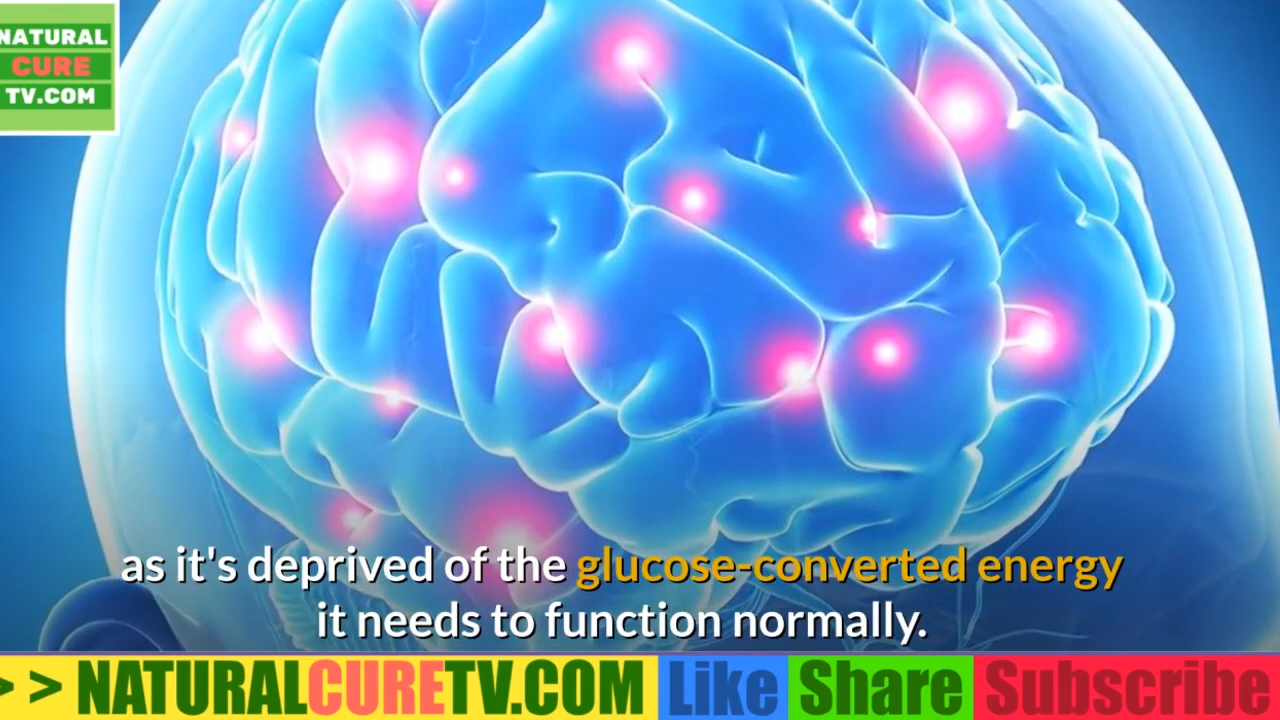 NATURAL
CURE
TV.COM
as it's deprived of the glucose-converted energy
it needs to function normally.
> > NATURALCURETV.COM Like Share Subscribe